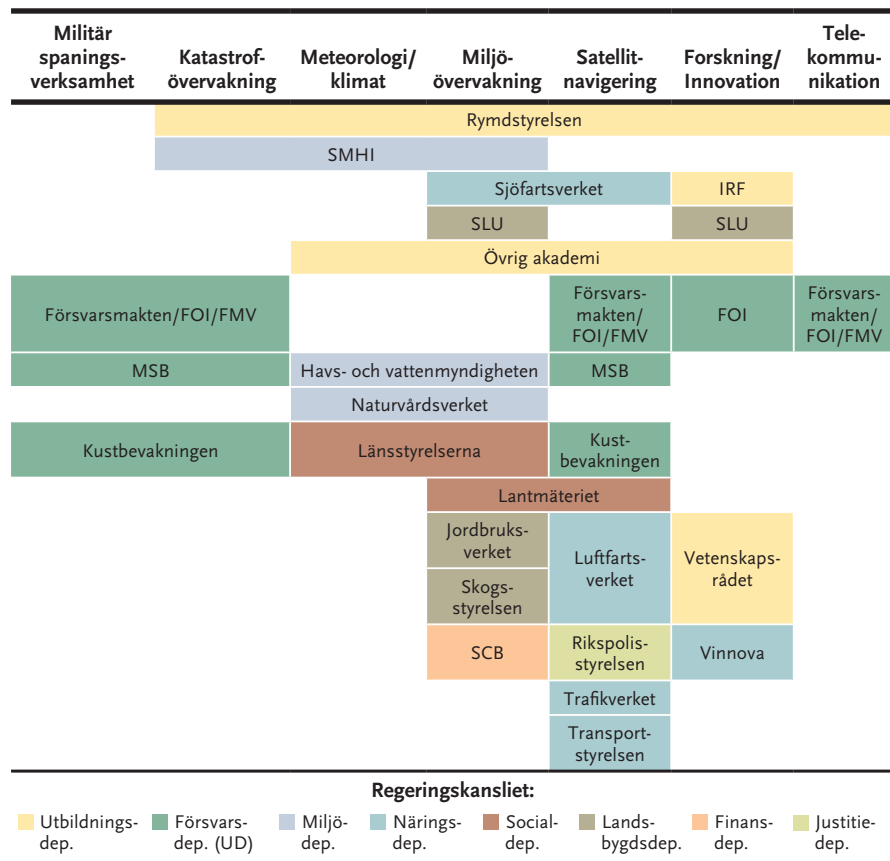 Militär
spanings-
verksamhet
Katastrof-
övervakning
Meteorologi/
klimat
Miljö-
övervakning
Satellit-
navigering
Forskning/
Innovation
Tele-
kommu-
nikation
Rymdstyrelsen
SMHI
Sjöfartsverket
IRF
SLU
SLU
Övrig akademi
Försvarsmakten/FOI/FMV
Försvars-
makten/
FOI/FMV
FOI
Försvars-
makten/
FOI/FMV
MSB
Havs- och vattenmyndigheten
MSB
Naturvårdsverket
Kustbevakningen
Länsstyrelserna
Kust-
bevakningen
Lantmäteriet
Jordbruks-
verket
Luftfarts-
verket
Vetenskaps-
rådet
Skogs-
styrelsen
SCB
Rikspolis-
styrelsen
Vinnova
Trafikverket
Transport-
styrelsen
Regeringskansliet:
Utbildnings-
dep.
Försvars-
dep. (UD)
Miljö-
dep.
Närings-
dep.
Social-
dep.
Lands-
bygdsdep.
Finans-
dep.
Justitie-
dep.